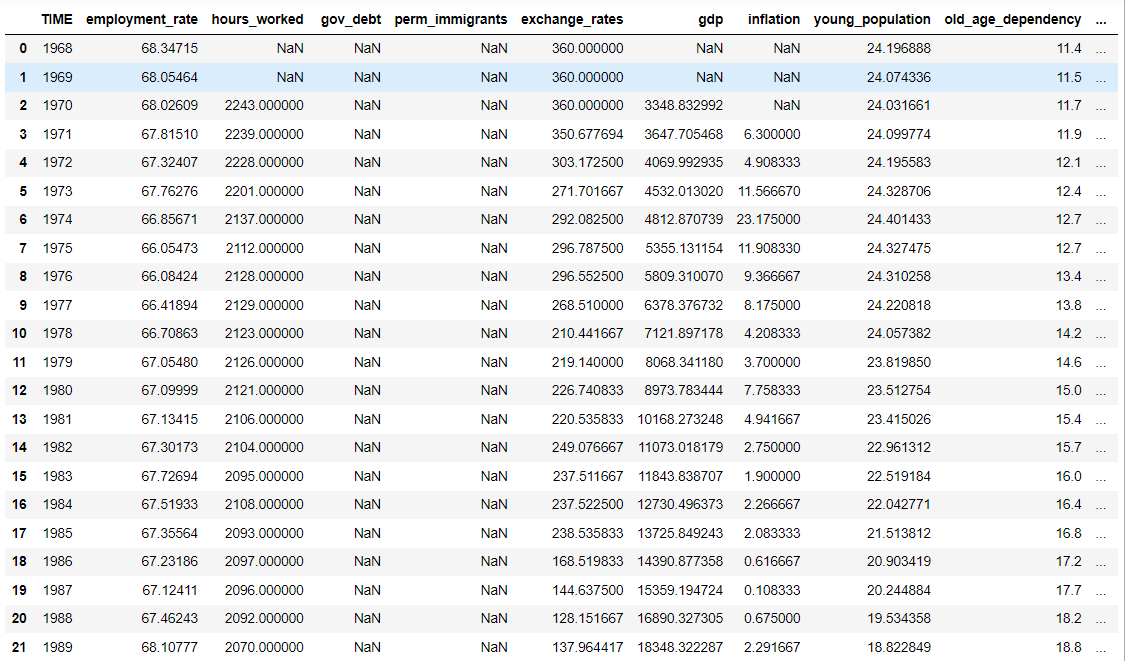 TIME employment_rate hours_worked gov_debt perm_immigrants exchange_rates gdp inflation young_population old_age_dependency ...
0 1968 68.34715 NaN NaN NaN 360.000000 NaN NaN 24.196888 11.4 ...
1 1969 68.05464 NaN NaN NaN 360.000000 NaN NaN 24.074336 11.5 ...
2 1970 68.02609 2243.000000 NaN NaN 360.000000 3348.832992 NaN 24.031661 11.7 ...
3 1971 67.81510 2239.000000 NaN NaN 350.677694 3647.705468 6.300000 24.099774 11.9 ...
4 1972 67.32407 2228.000000 NaN NaN 303.172500 4069.992935 4.908333 24.195583 12.1 ...
5 1973 67.76276 2201.000000 NaN NaN 271.701667 4532.013020 11.566670 24.328706 12.4 ...
6 1974 66.85671 2137.000000 NaN NaN 292.082500 4812.870739 23.175000 24.401433 12.7 ...
7 1975 66.05473 2112.000000 NaN NaN 296.787500 5355.131154 11.908330 24.327475 12.7 ...
8 1976 66.08424 2128.000000 NaN NaN 296.552500 5809.310070 9.366667 24.310258 13.4 ...
9 1977 66.41894 2129.000000 NaN NaN 268.510000 6378.376732 8.175000 24.220818 13.8 ...
10 1978 66.70863 2123.000000 NaN NaN 210.441667 7121.897178 4.208333 24.057382 14.2 ...
11 1979 67.05480 2126.000000 NaN NaN 219.140000 8068.341180 3.700000 23.819850 14.6 ...
12 1980 67.09999 2121.000000 NaN NaN 226.740833 8973.783444 7.758333 23.512754 15.0 ...
13 1981 67.13415 2106.000000 NaN NaN 220.535833 10168.273248 4.941667 23.415026 15.4 ...
14 1982 67.30173 2104.000000 NaN NaN 249.076667 11073.018179 2.750000 22.961312 15.7 ...
15 1983 67.72694 2095.000000 NaN NaN 237.511667 11843.838707 1.900000 22.519184 16.0 ...
16 1984 67.51933 2108.000000 NaN NaN 237.522500 12730.496373 2.266667 22.042771 16.4 ...
17 1985 67.35564 2093.000000 NaN NaN 238.535833 13725.849243 2.083333 21.513812 16.8 ...
18 1986 67.23186 2097.000000 NaN NaN 168.519833 14390.877358 0.616667 20.903419 17.2 ...
19 1987 67.12411 2096.000000 NaN NaN 144.637500 15359.194724 0.108333 20.244884 17.7 ...
20 1988 67.46243 2092.000000 NaN NaN 128.151667 16890.327305 0.675000 19.534358 18.2 ...
21 1989 68.10777 2070.000000 NaN NaN 137.964417 18348.322287 2.291667 18.822849 18.8 ...